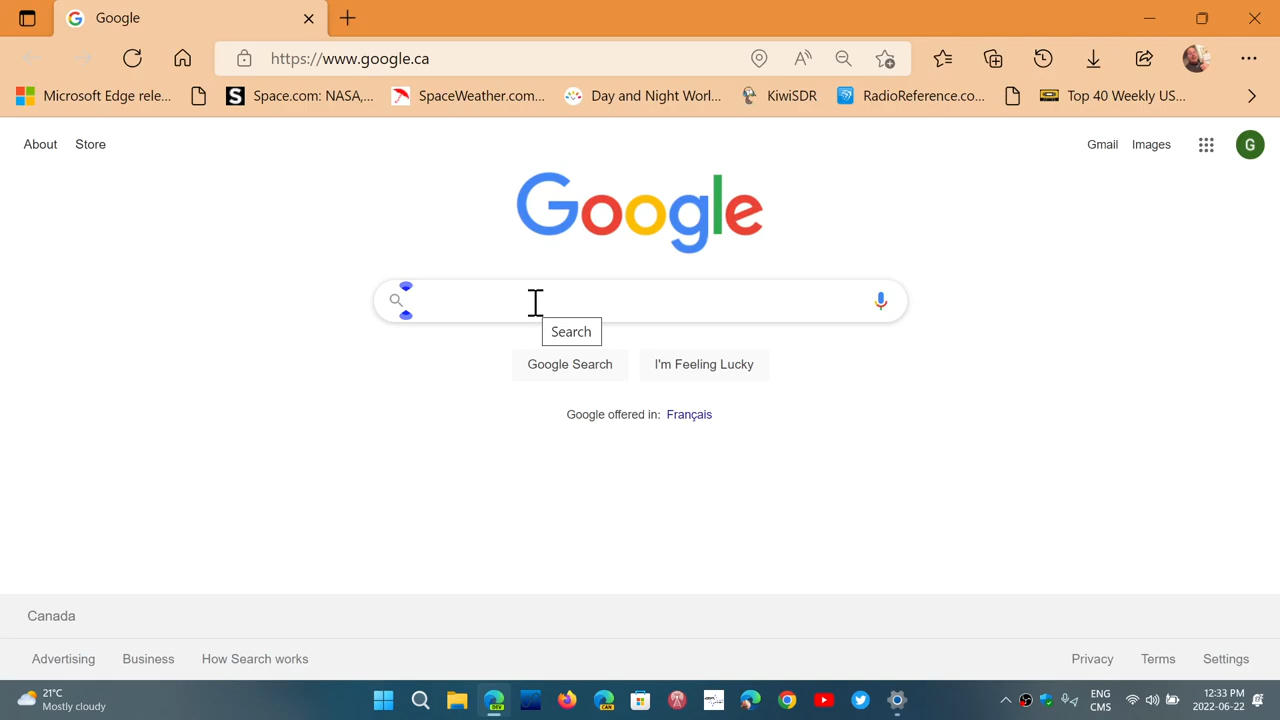 Google
https://www.google.ca
Microsoft Edge rele...
Space.com: NASA,...
SpaceWeather.com...
Day and Night Worl...
KiwiSDR
RadioReference.co...
Top 40 Weekly US...
About
Store
Gmail
Images
G
Google
Search
Google Search
I'm Feeling Lucky
Google offered in: Français
Canada
Advertising
Business
How Search works
Privacy
Terms
Settings
21°C
Mostly cloudy
DEV
CAN
ENG
CMS
12:33 PM
2022-06-22